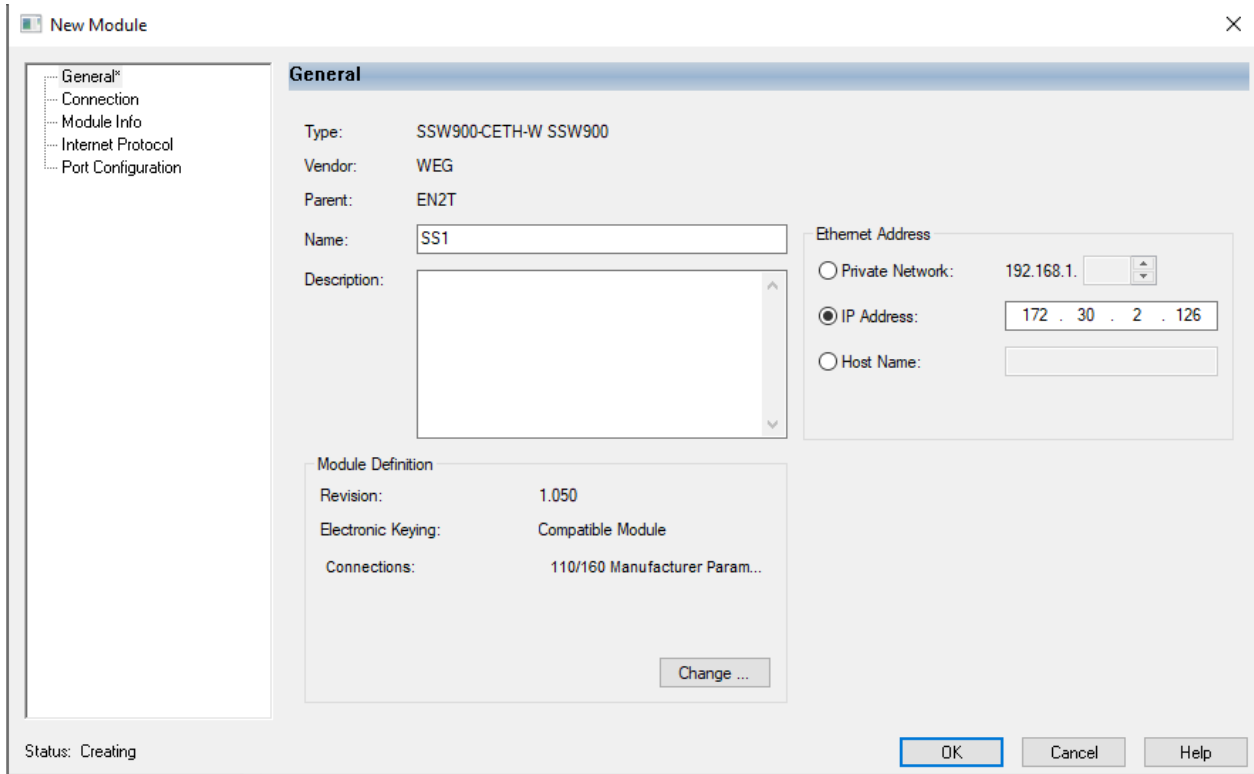 New Module
General*
Connection
Module Info
Internet Protocol
Port Configuration
General
Type: SSW900-CETH-W SSW900
Vendor: WEG
Parent: EN2T
Name: SS1
Description:
Ethernet Address
Private Network: 192.168.1.
IP Address: 172 . 30 . 2 . 126
Host Name:
Module Definition
Revision: 1.050
Electronic Keying: Compatible Module
Connections: 110/160 Manufacturer Param...
Change ...
Status: Creating
OK Cancel Help